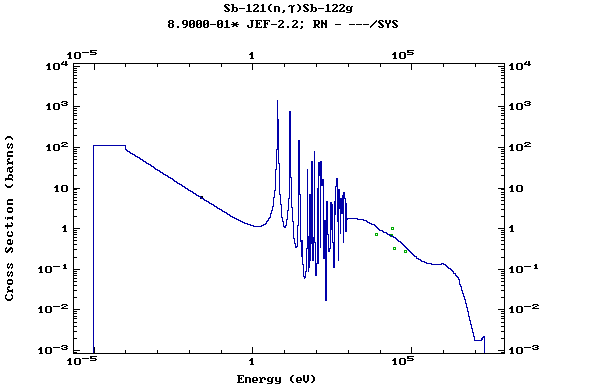 Sb-121(n,γ)Sb-122g
8.9000-01* JEF-2.2; RN - ---/SYS
10⁻⁵ 1 10⁵
10⁴ 10⁴
10³ 10³
10² 10²
10 10
1 1
10⁻¹ 10⁻¹
10⁻² 10⁻²
10⁻³ 10⁻³
10⁻⁵ 1 10⁵
Cross Section (barns)
Energy (eV)